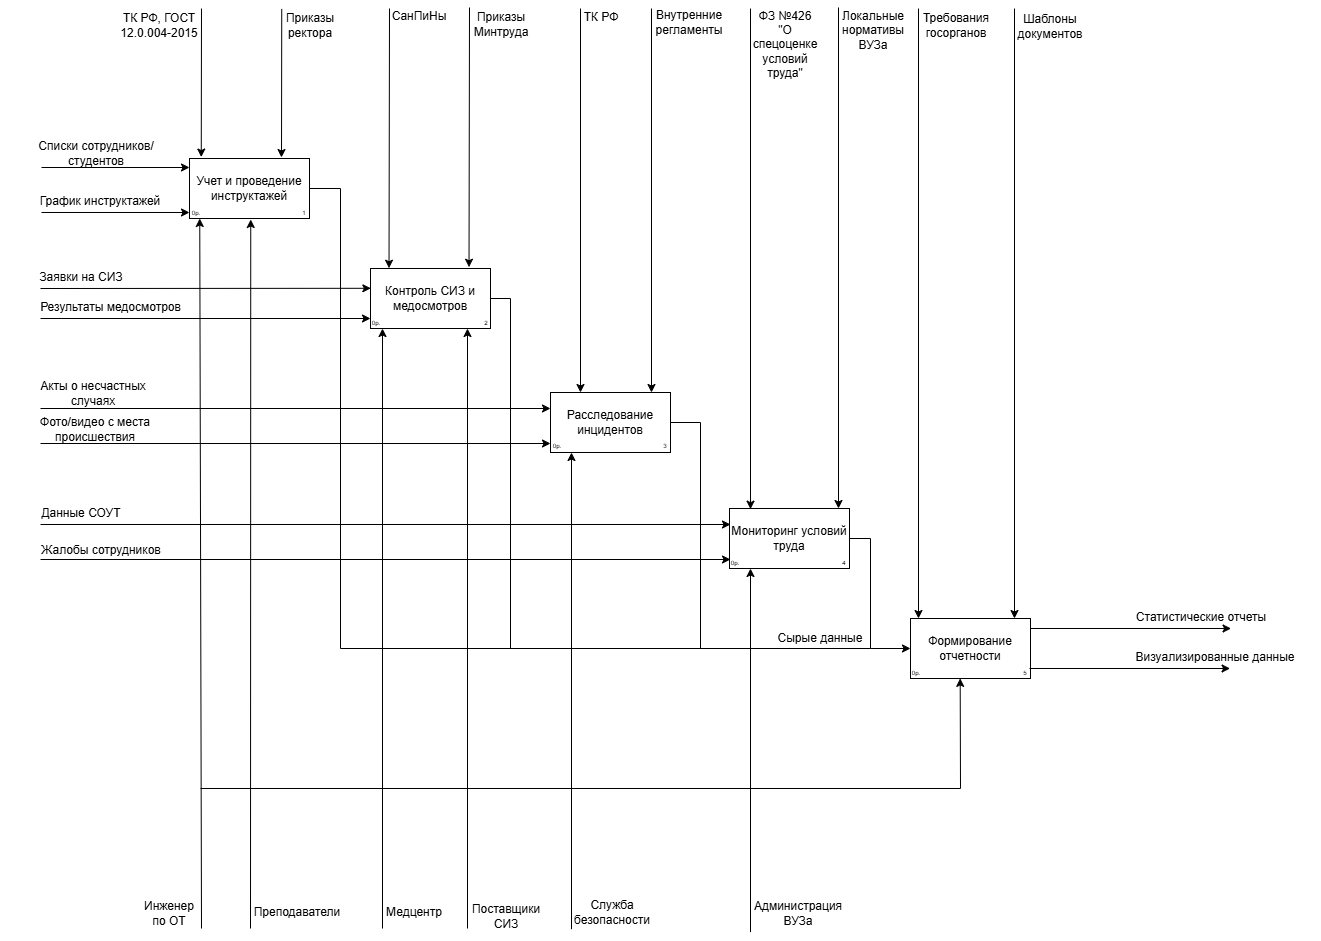 ТК РФ, ГОСТ
12.0.004-2015
Приказы
ректора
СанПиНы
Приказы
Минтруда
ТК РФ
Внутренние
регламенты
ФЗ №426
"О
спецоценке
условий
труда"
Локальные
нормативы
ВУЗа
Требования
госорганов
Шаблоны
документов
Списки сотрудников/
студентов
График инструктажей
Учет и проведение
инструктажей
0р.
1
Заявки на СИЗ
Результаты медосмотров
Контроль СИЗ и
медосмотров
0р.
2
Акты о несчастных
случаях
Фото/видео с места
происшествия
Расследование
инцидентов
0р.
3
Данные СОУТ
Жалобы сотрудников
Мониторинг условий
труда
0р.
4
Сырые данные
Формирование
отчетности
0р.
5
Статистические отчеты
Визуализированные данные
Инженер
по ОТ
Преподаватели
Медцентр
Поставщики
СИЗ
Служба
безопасности
Администрация
ВУЗа